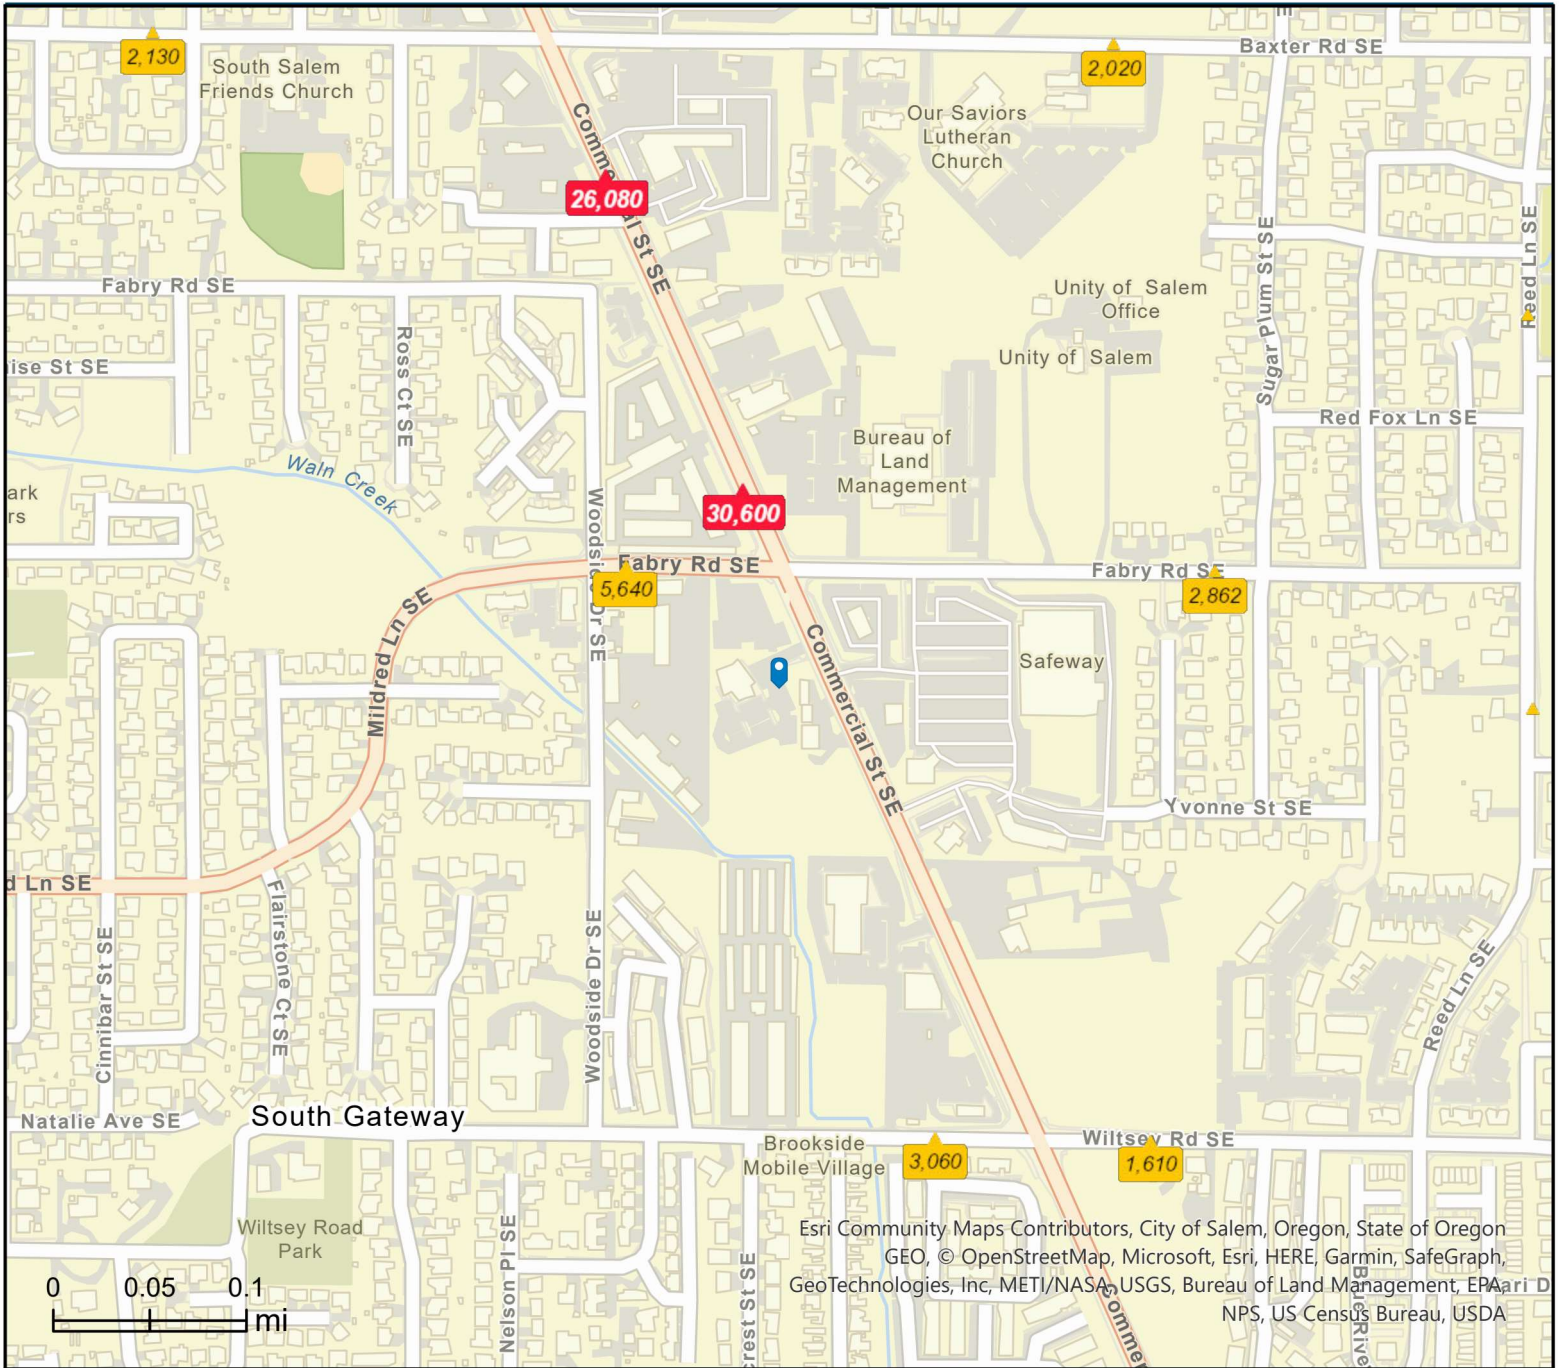 Baxter Rd SE
2,130
South Salem
Friends Church
2,020
Our Saviors
Lutheran
Church
Commercial St SE
26,080
Reed Ln SE
Sugar Plum St SE
Fabry Rd SE
Unity of Salem
Office
Unity of Salem
ise St SE
Ross Ct SE
Red Fox Ln SE
Bureau of
Land
Management
Waln Creek
ark
rs
30,600
Woodside Dr SE
Fabry Rd SE
Fabry Rd SE
5,640
2,862
Mildred Ln SE
Commercial St SE
Safeway
Yvonne St SE
d Ln SE
Flairstone Ct SE
Cinnibar St SE
Woodside Dr SE
Reed Ln SE
Natalie Ave SE
South Gateway
Brookside
Mobile Village
3,060
Wiltsey Rd SE
1,610
Wiltsey Road
Park
Nelson Pl SE
crest St SE
Commer
ari D
0 0.05 0.1
mi
Esri Community Maps Contributors, City of Salem, Oregon, State of Oregon
GEO, © OpenStreetMap, Microsoft, Esri, HERE, Garmin, SafeGraph,
GeoTechnologies, Inc, METI/NASA, USGS, Bureau of Land Management, EPA,
NPS, US Census Bureau, USDA